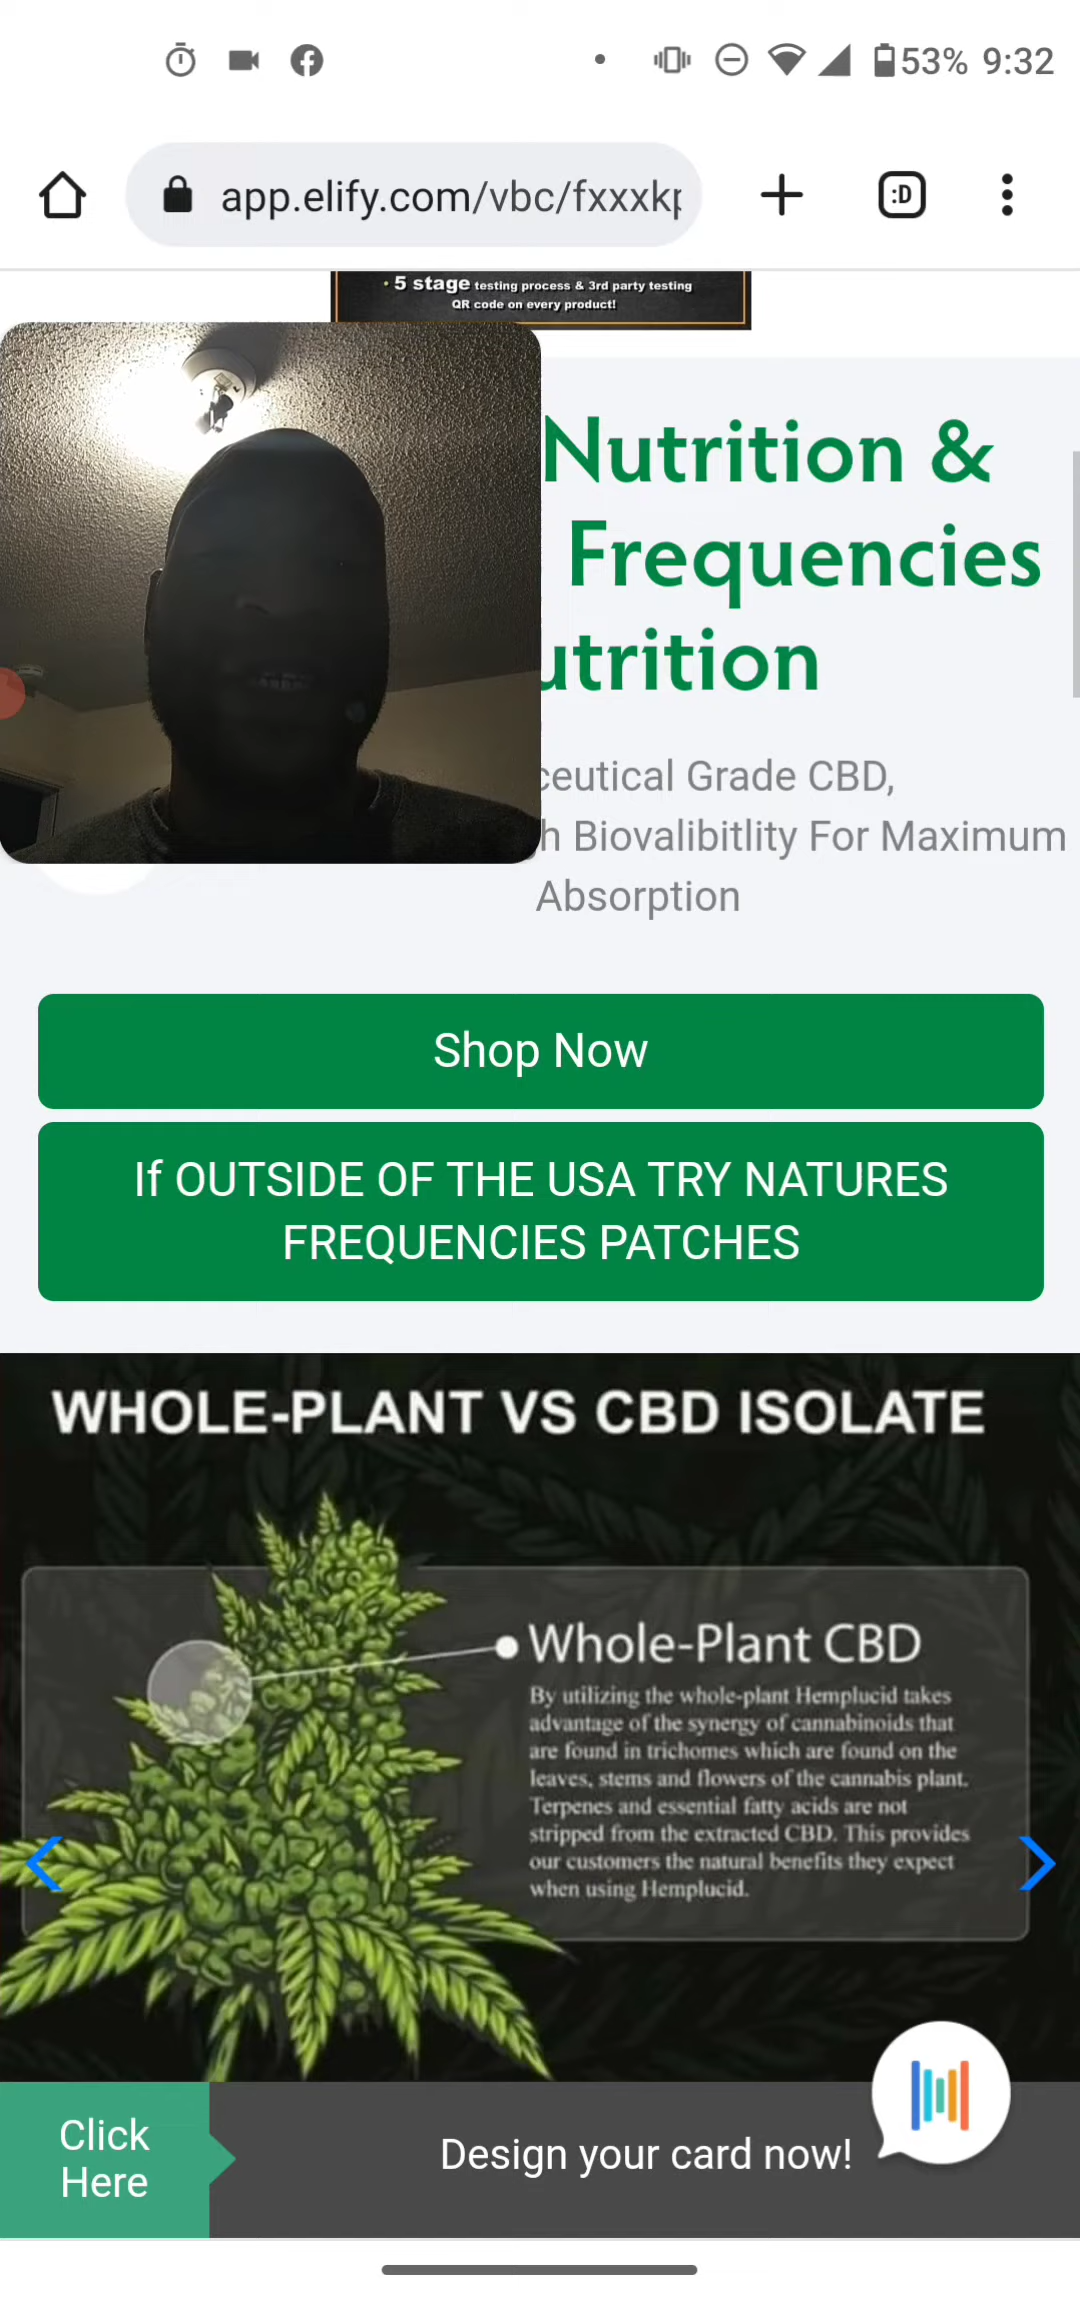 53% 9:32
app.elify.com/vbc/fxxxk
:D
• 5 stage testing process & 3rd party testing
QR code on every product!
Nutrition &
Frequencies
utrition
ceutical Grade CBD,
h Biovalibitlity For Maximum
Absorption
Shop Now
If OUTSIDE OF THE USA TRY NATURES
FREQUENCIES PATCHES
WHOLE-PLANT VS CBD ISOLATE
Whole-Plant CBD
By utilizing the whole-plant Hemplucid takes
advantage of the synergy of cannabinoids that
are found in trichomes which are found on the
leaves, stems and flowers of the cannabis plant.
Terpenes and essential fatty acids are not
stripped from the extracted CBD. This provides
our customers the natural benefits they expect
when using Hemplucid.
Click
Here
Design your card now!